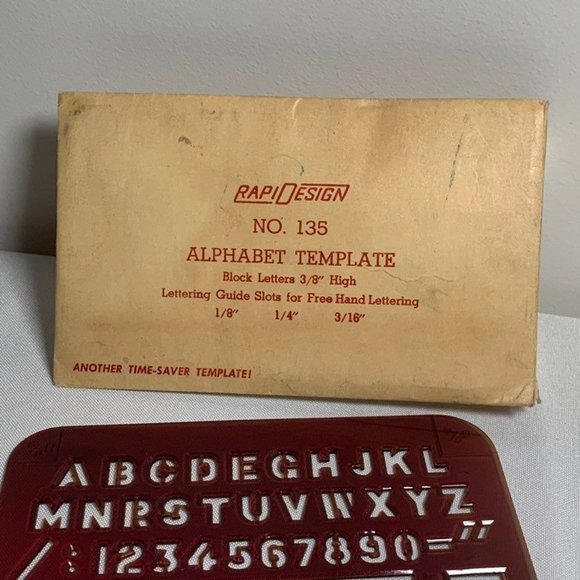 RAPIDESIGN
NO. 135
ALPHABET TEMPLATE
Block Letters 3/8" High
Lettering Guide Slots for Free Hand Lettering
1/8" 1/4" 3/16"
ANOTHER TIME-SAVER TEMPLATE!
ABCDEFGHJKL
MNRSTUVWXYZ
/:1234567890="